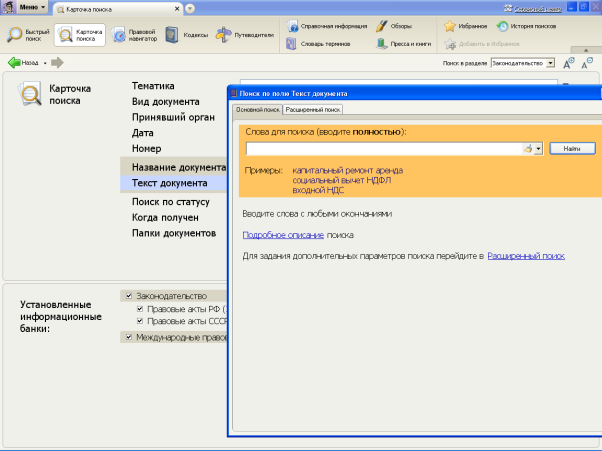 Меню
Карточка поиска
Сервисный центр
Быстрый поиск
Карточка поиска
Правовой навигатор
Кодексы
Путеводители
Справочная информация
Словарь терминов
Обзоры
Пресса и книги
Избранное
Добавить в Избранное
История поисков
Назад
Поиск в разделе Законодательство
Карточка
поиска
Тематика
Вид документа
Принявший орган
Дата
Номер
Название документа
Текст документа
Поиск по статусу
Когда получен
Папки документов
Поиск по полю Текст документа
Основной поиск Расширенный поиск
Слова для поиска (введите полностью):
Найти
Примеры: капитальный ремонт аренда
социальный вычет НДФЛ
входной НДС
Введите слова с любыми окончаниями
Подробное описание поиска
Для задания дополнительных параметров поиска перейдите в Расширенный поиск
Установленные
информационные
банки:
Законодательство
Правовые акты РФ (
Правовые акты СССР
Международные право